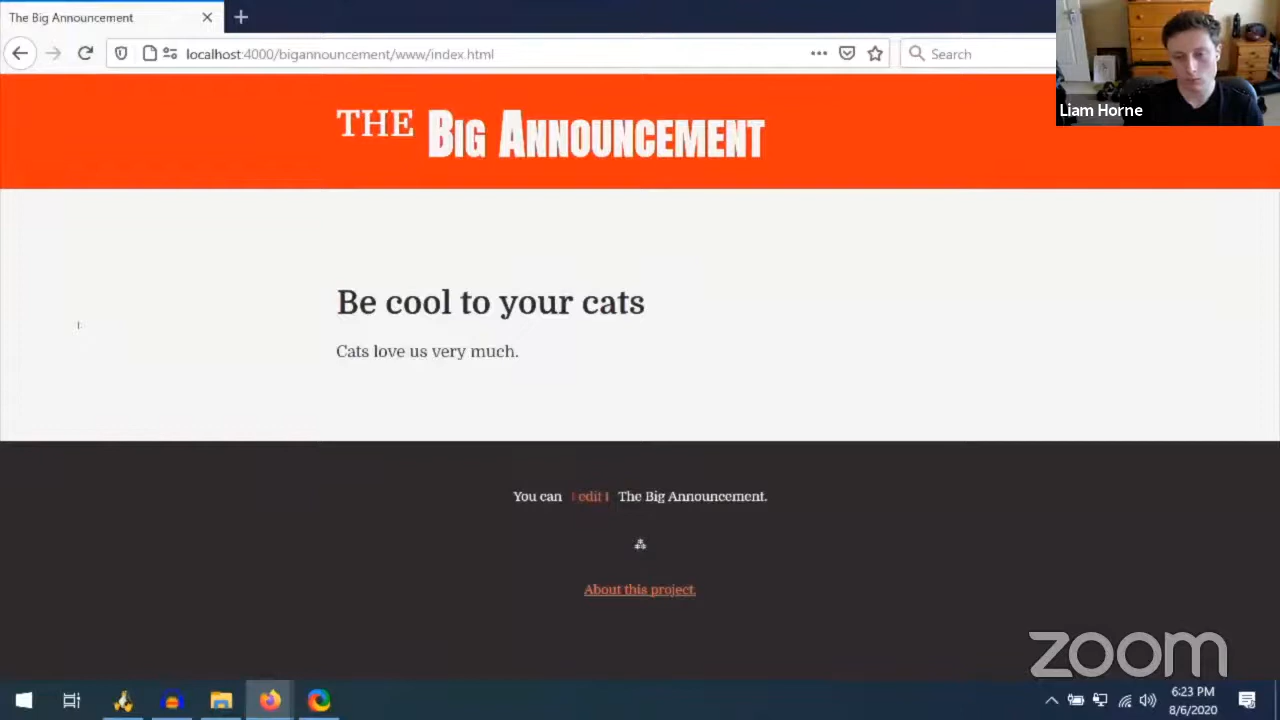 The Big Announcement
localhost:4000/bigannouncement/www/index.html
Search
Liam Horne
THE BIG ANNOUNCEMENT
Be cool to your cats
Cats love us very much.
You can edit The Big Announcement.
⁂
About this project.
zoom
6:23 PM
8/6/2020